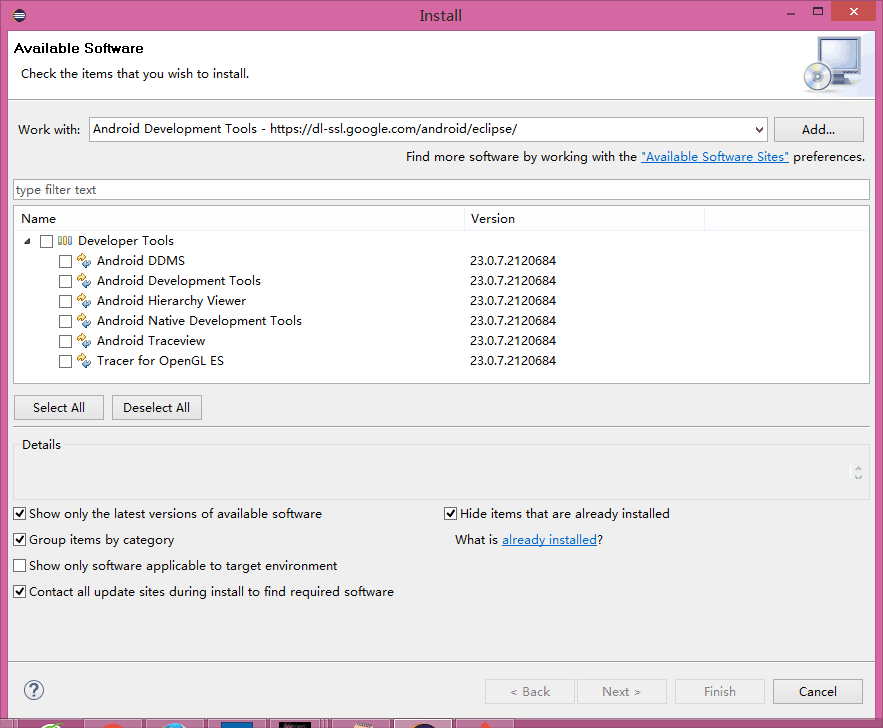 Install
Available Software
Check the items that you wish to install.
Work with: Android Development Tools - https://dl-ssl.google.com/android/eclipse/ Add...
Find more software by working with the "Available Software Sites" preferences.
type filter text
Name Version
Developer Tools
Android DDMS 23.0.7.2120684
Android Development Tools 23.0.7.2120684
Android Hierarchy Viewer 23.0.7.2120684
Android Native Development Tools 23.0.7.2120684
Android Traceview 23.0.7.2120684
Tracer for OpenGL ES 23.0.7.2120684
Select All Deselect All
Details
Show only the latest versions of available software Hide items that are already installed
Group items by category What is already installed?
Show only software applicable to target environment
Contact all update sites during install to find required software
? < Back Next > Finish Cancel